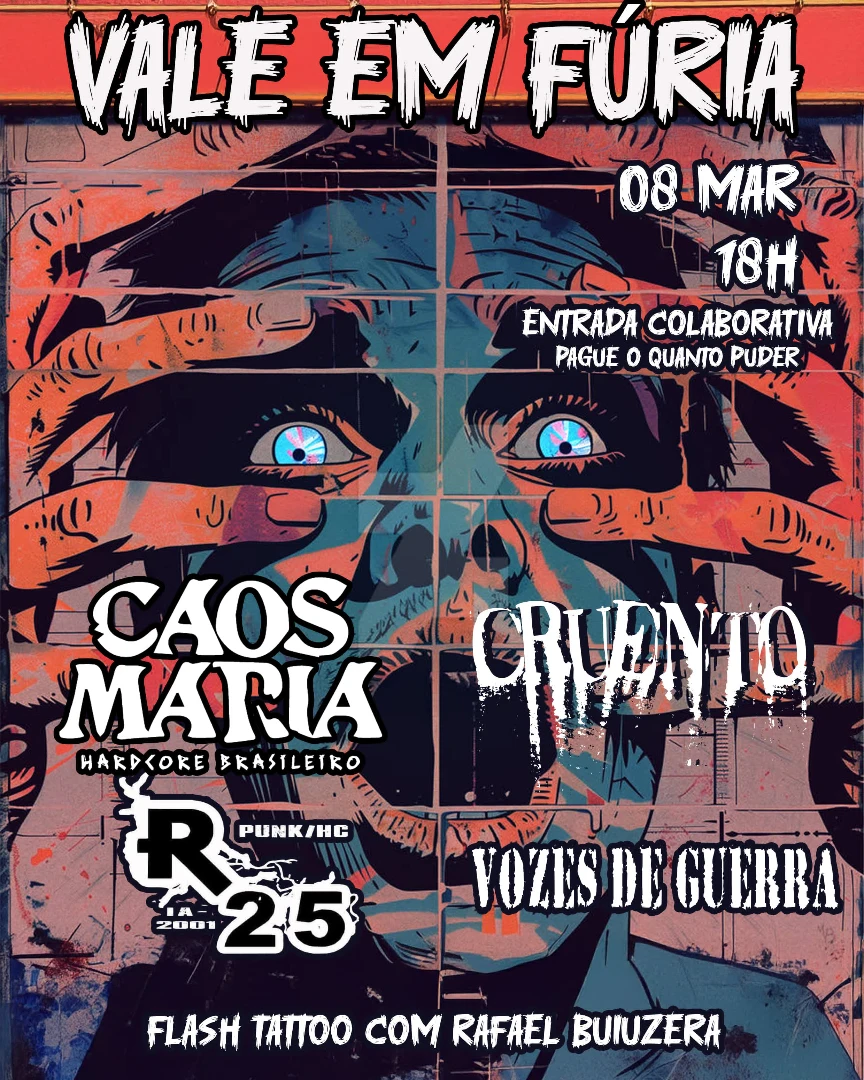 VALE EM FÚRIA
08 MAR
18H
ENTRADA COLABORATIVA
PAGUE O QUANTO PUDER
CAOS
MARIA
HARDCORE BRASILEIRO
CRUENTO
R
PUNK/HC
25
2001
VOZES DE GUERRA
FLASH TATTOO COM RAFAEL BUIUZERA